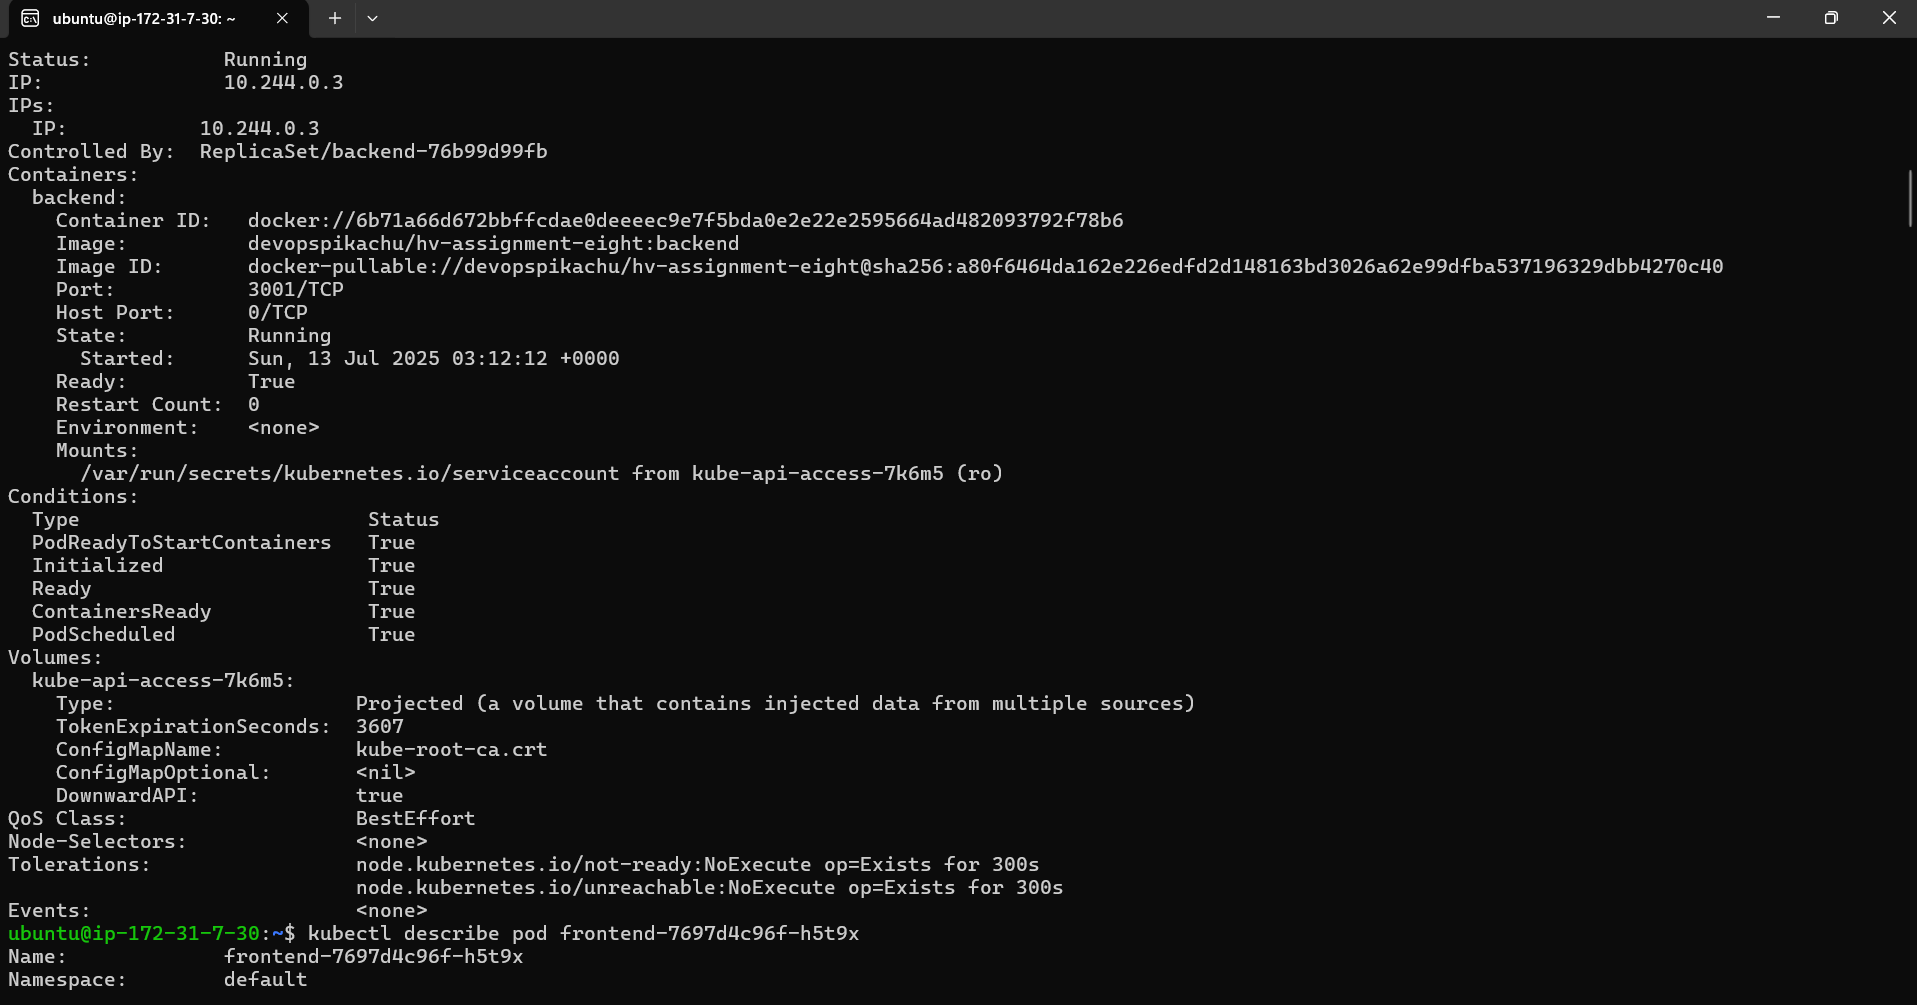 ubuntu@ip-172-31-7-30: ~
Status:           Running
IP:               10.244.0.3
IPs:
  IP:           10.244.0.3
Controlled By:  ReplicaSet/backend-76b99d99fb
Containers:
  backend:
    Container ID:   docker://6b71a66d672bbffcdae0deeeec9e7f5bda0e2e22e2595664ad482093792f78b6
    Image:          devopspikachu/hv-assignment-eight:backend
    Image ID:       docker-pullable://devopspikachu/hv-assignment-eight@sha256:a80f6464da162e226edfd2d148163bd3026a62e99dfba537196329dbb4270c40
    Port:           3001/TCP
    Host Port:      0/TCP
    State:          Running
      Started:      Sun, 13 Jul 2025 03:12:12 +0000
    Ready:          True
    Restart Count:  0
    Environment:    <none>
    Mounts:
      /var/run/secrets/kubernetes.io/serviceaccount from kube-api-access-7k6m5 (ro)
Conditions:
  Type                        Status
  PodReadyToStartContainers   True
  Initialized                 True
  Ready                       True
  ContainersReady             True
  PodScheduled                True
Volumes:
  kube-api-access-7k6m5:
    Type:                    Projected (a volume that contains injected data from multiple sources)
    TokenExpirationSeconds:  3607
    ConfigMapName:           kube-root-ca.crt
    ConfigMapOptional:       <nil>
    DownwardAPI:             true
QoS Class:                   BestEffort
Node-Selectors:              <none>
Tolerations:                 node.kubernetes.io/not-ready:NoExecute op=Exists for 300s
                             node.kubernetes.io/unreachable:NoExecute op=Exists for 300s
Events:                      <none>
ubuntu@ip-172-31-7-30:~$ kubectl describe pod frontend-7697d4c96f-h5t9x
Name:             frontend-7697d4c96f-h5t9x
Namespace:        default